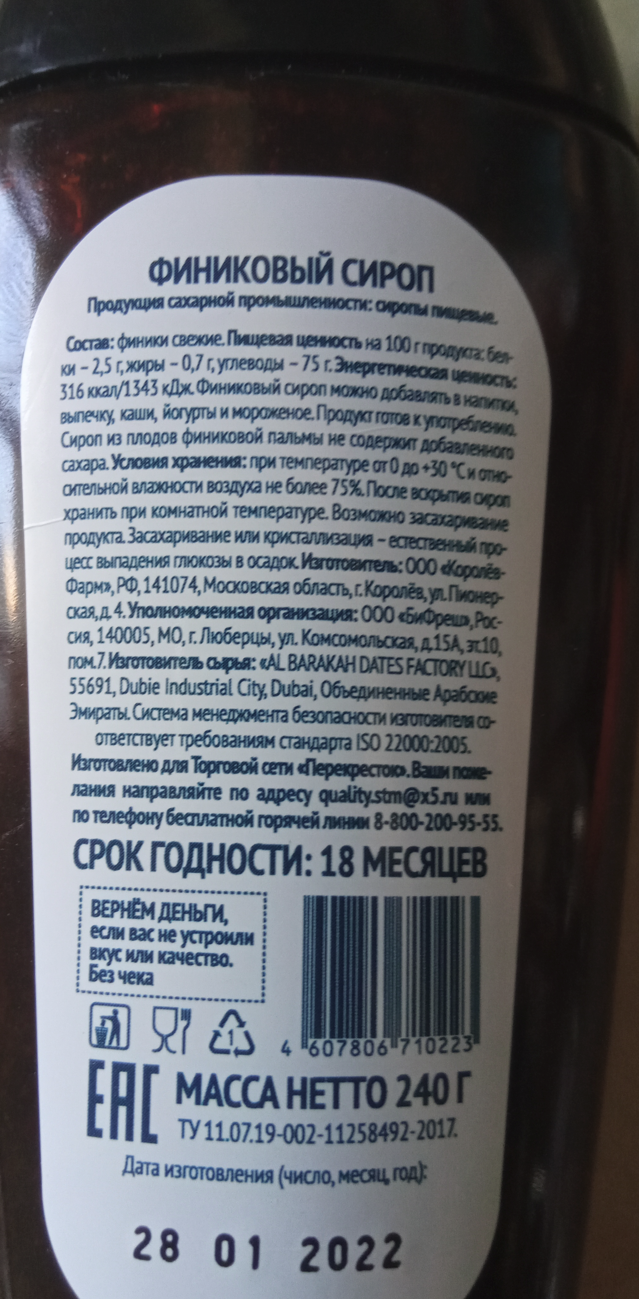 ФИНИКОВЫЙ СИРОП
Продукция сахарной промышленности: сиропы пищевые.
Состав: финики свежие. Пищевая ценность на 100 г продукта: бел-
ки – 2,5 г, жиры – 0,7 г, углеводы – 75 г. Энергетическая ценность:
316 ккал/1343 кДж. Финиковый сироп можно добавлять в напитки,
выпечку, каши, йогурты и мороженое. Продукт готов к употреблению.
Сироп из плодов финиковой пальмы не содержит добавленного
сахара. Условия хранения: при температуре от 0 до +30 °С и отно-
сительной влажности воздуха не более 75%. После вскрытия сироп
хранить при комнатной температуре. Возможно засахаривание
продукта. Засахаривание или кристаллизация – естественный про-
цесс выпадения глюкозы в осадок. Изготовитель: ООО «Королёв-
Фарм», РФ, 141074, Московская область, г. Королёв, ул. Пионер-
ская, д. 4. Уполномоченная организация: ООО «БиФреш», Рос-
сия, 140005, МО, г. Люберцы, ул. Комсомольская, д.15А, эт.10,
пом.7. Изготовитель сырья: «AL BARAKAH DATES FACTORY LLC»,
55691, Dubie Industrial City, Dubai, Объединенные Арабские
Эмираты. Система менеджмента безопасности изготовителя со-
ответствует требованиям стандарта ISO 22000:2005.
Изготовлено для Торговой сети «Перекресток». Ваши поже-
лания направляйте по адресу quality.stm@x5.ru или
по телефону бесплатной горячей линии 8-800-200-95-55.
СРОК ГОДНОСТИ: 18 МЕСЯЦЕВ
ВЕРНЁМ ДЕНЬГИ,
если вас не устроили
вкус или качество.
Без чека
1
4 607806 710223
ЕАС
МАССА НЕТТО 240 Г
ТУ 11.07.19-002-11258492-2017.
Дата изготовления (число, месяц, год):
28 01 2022